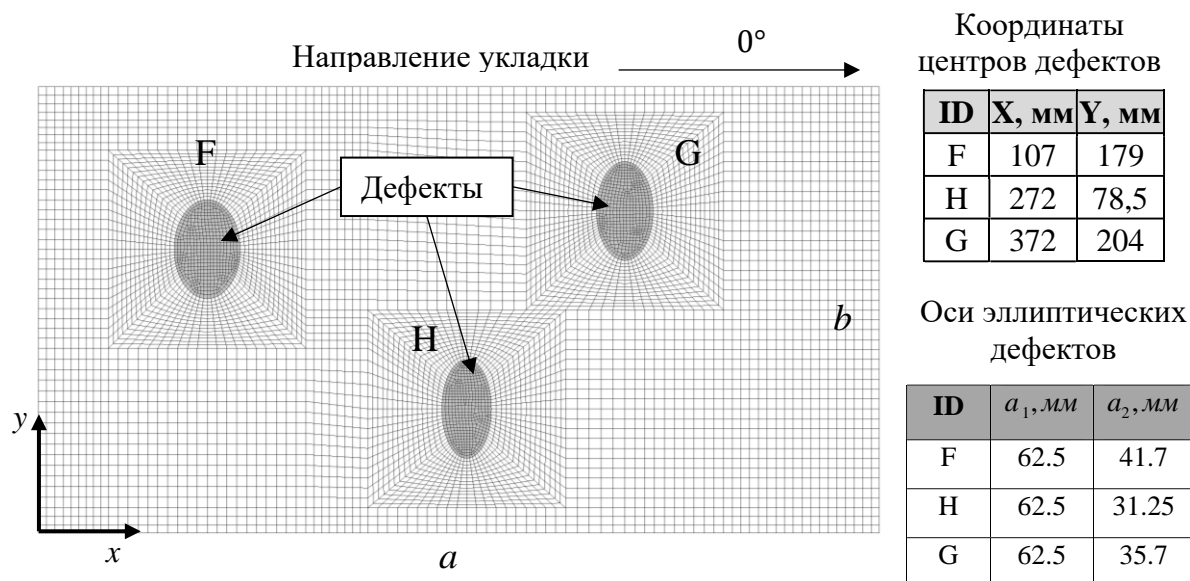 Направление укладки
0°
F
G
Дефекты
H
b
y
x
a
Координаты
центров дефектов
ID X, мм Y, мм
F 107 179
H 272 78,5
G 372 204
Оси эллиптических
дефектов
ID a₁, мм a₂, мм
F 62.5 41.7
H 62.5 31.25
G 62.5 35.7